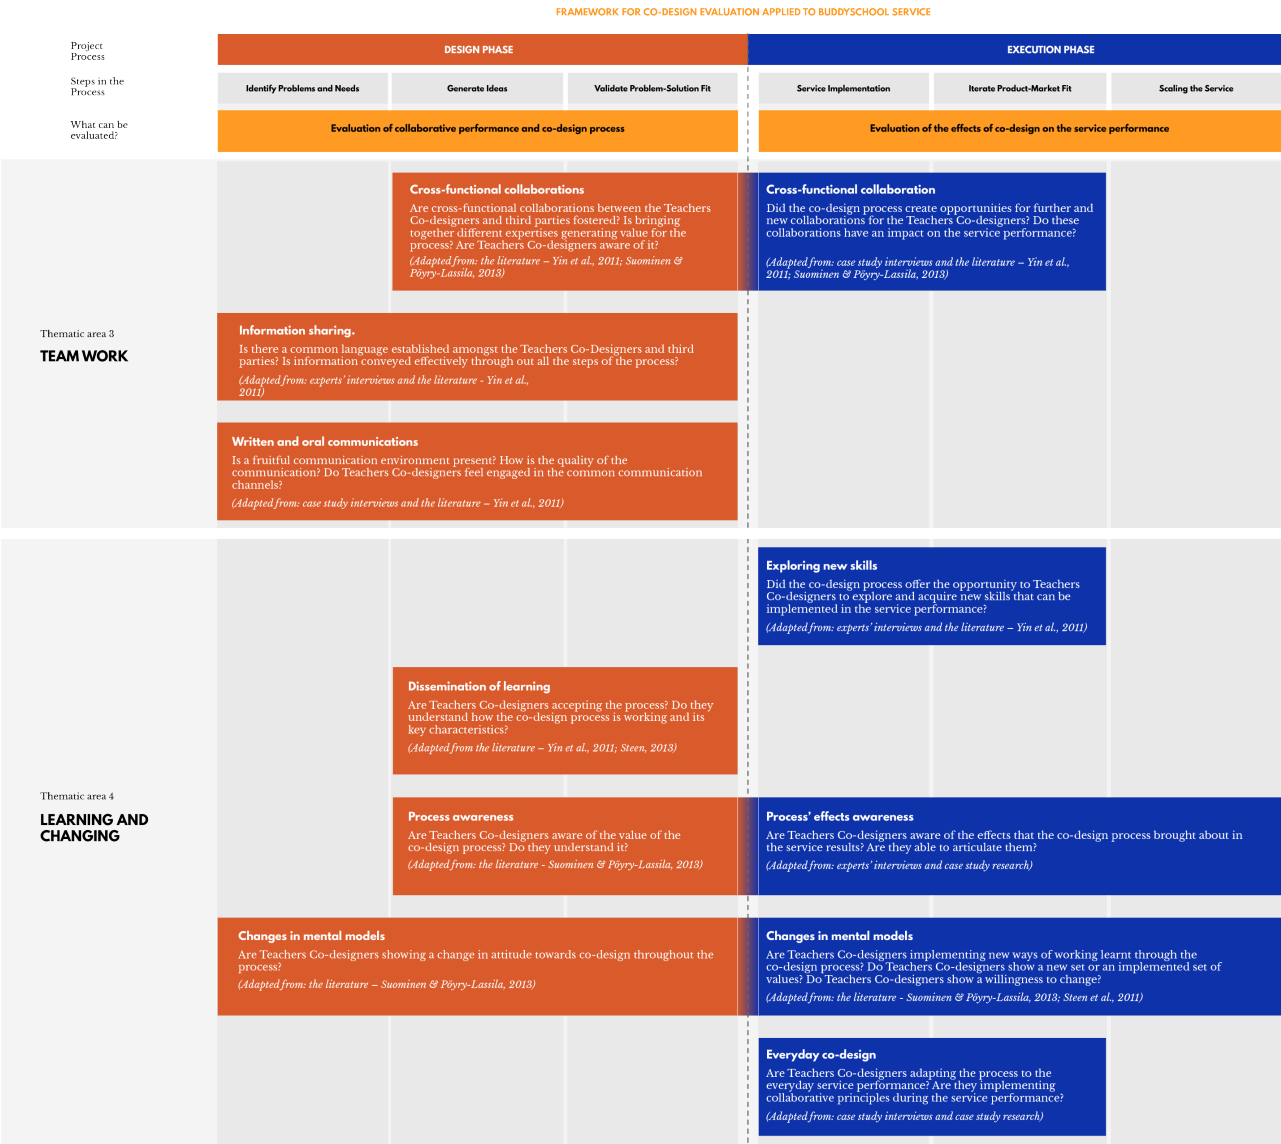 FRAMEWORK FOR CO-DESIGN EVALUATION APPLIED TO BUDDYSCHOOL SERVICE
Project
Process
DESIGN PHASE
EXECUTION PHASE
Steps in the
Process
Identify Problems and Needs
Generate Ideas
Validate Problem-Solution Fit
Service Implementation
Iterate Product-Market Fit
Scaling the Service
What can be
evaluated?
Evaluation of collaborative performance and co-design process
Evaluation of the effects of co-design on the service performance
Thematic area 3
TEAM WORK
Cross-functional collaborations
Are cross-functional collaborations between the Teachers
Co-designers and third parties fostered? Is bringing
together different expertises generating value for the
process? Are Teachers Co-designers aware of it?
(Adapted from: the literature – Yin et al., 2011; Suominen &
Pöyry-Lassila, 2013)
Cross-functional collaboration
Did the co-design process create opportunities for further and
new collaborations for the Teachers Co-designers? Do these
collaborations have an impact on the service performance?
(Adapted from: case study interviews and the literature – Yin et al.,
2011; Suominen & Pöyry-Lassila, 2013)
Information sharing.
Is there a common language established amongst the Teachers Co-Designers and third
parties? Is information conveyed effectively through out all the steps of the process?
(Adapted from: experts' interviews and the literature - Yin et al.,
2011)
Written and oral communications
Is a fruitful communication environment present? How is the quality of the
communication? Do Teachers Co-designers feel engaged in the common communication
channels?
(Adapted from: case study interviews and the literature – Yin et al., 2011)
Thematic area 4
LEARNING AND
CHANGING
Exploring new skills
Did the co-design process offer the opportunity to Teachers
Co-designers to explore and acquire new skills that can be
implemented in the service performance?
(Adapted from: experts' interviews and the literature – Yin et al., 2011)
Dissemination of learning
Are Teachers Co-designers accepting the process? Do they
understand how the co-design process is working and its
key characteristics?
(Adapted from the literature – Yin et al., 2011; Steen, 2013)
Process awareness
Are Teachers Co-designers aware of the value of the
co-design process? Do they understand it?
(Adapted from: the literature - Suominen & Pöyry-Lassila, 2013)
Process' effects awareness
Are Teachers Co-designers aware of the effects that the co-design process brought about in
the service results? Are they able to articulate them?
(Adapted from: experts' interviews and case study research)
Changes in mental models
Are Teachers Co-designers showing a change in attitude towards co-design throughout the
process?
(Adapted from: the literature – Suominen & Pöyry-Lassila, 2013)
Changes in mental models
Are Teachers Co-designers implementing new ways of working learnt through the
co-design process? Do Teachers Co-designers show a new set or an implemented set of
values? Do Teachers Co-designers show a willingness to change?
(Adapted from: the literature - Suominen & Pöyry-Lassila, 2013; Steen et al., 2011)
Everyday co-design
Are Teachers Co-designers adapting the process to the
everyday service performance? Are they implementing
collaborative principles during the service performance?
(Adapted from: case study interviews and case study research)